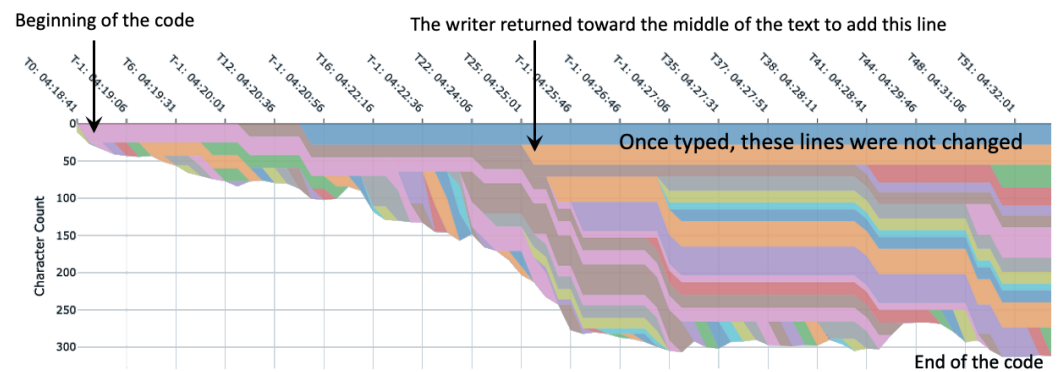 Beginning of the code
The writer returned toward the middle of the text to add this line
T0: 04:18:41
T-1: 04:19:06
T6: 04:19:31
T-1: 04:20:01
T12: 04:20:36
T-1: 04:20:56
T16: 04:22:16
T-1: 04:22:36
T22: 04:24:06
T25: 04:25:01
T-1: 04:25:46
T-1: 04:26:46
T-1: 04:27:06
T35: 04:27:31
T37: 04:27:51
T38: 04:28:11
T41: 04:28:41
T44: 04:29:46
T48: 04:31:06
T51: 04:32:01
0
Once typed, these lines were not changed
50
100
150
200
250
300
Character Count
End of the code